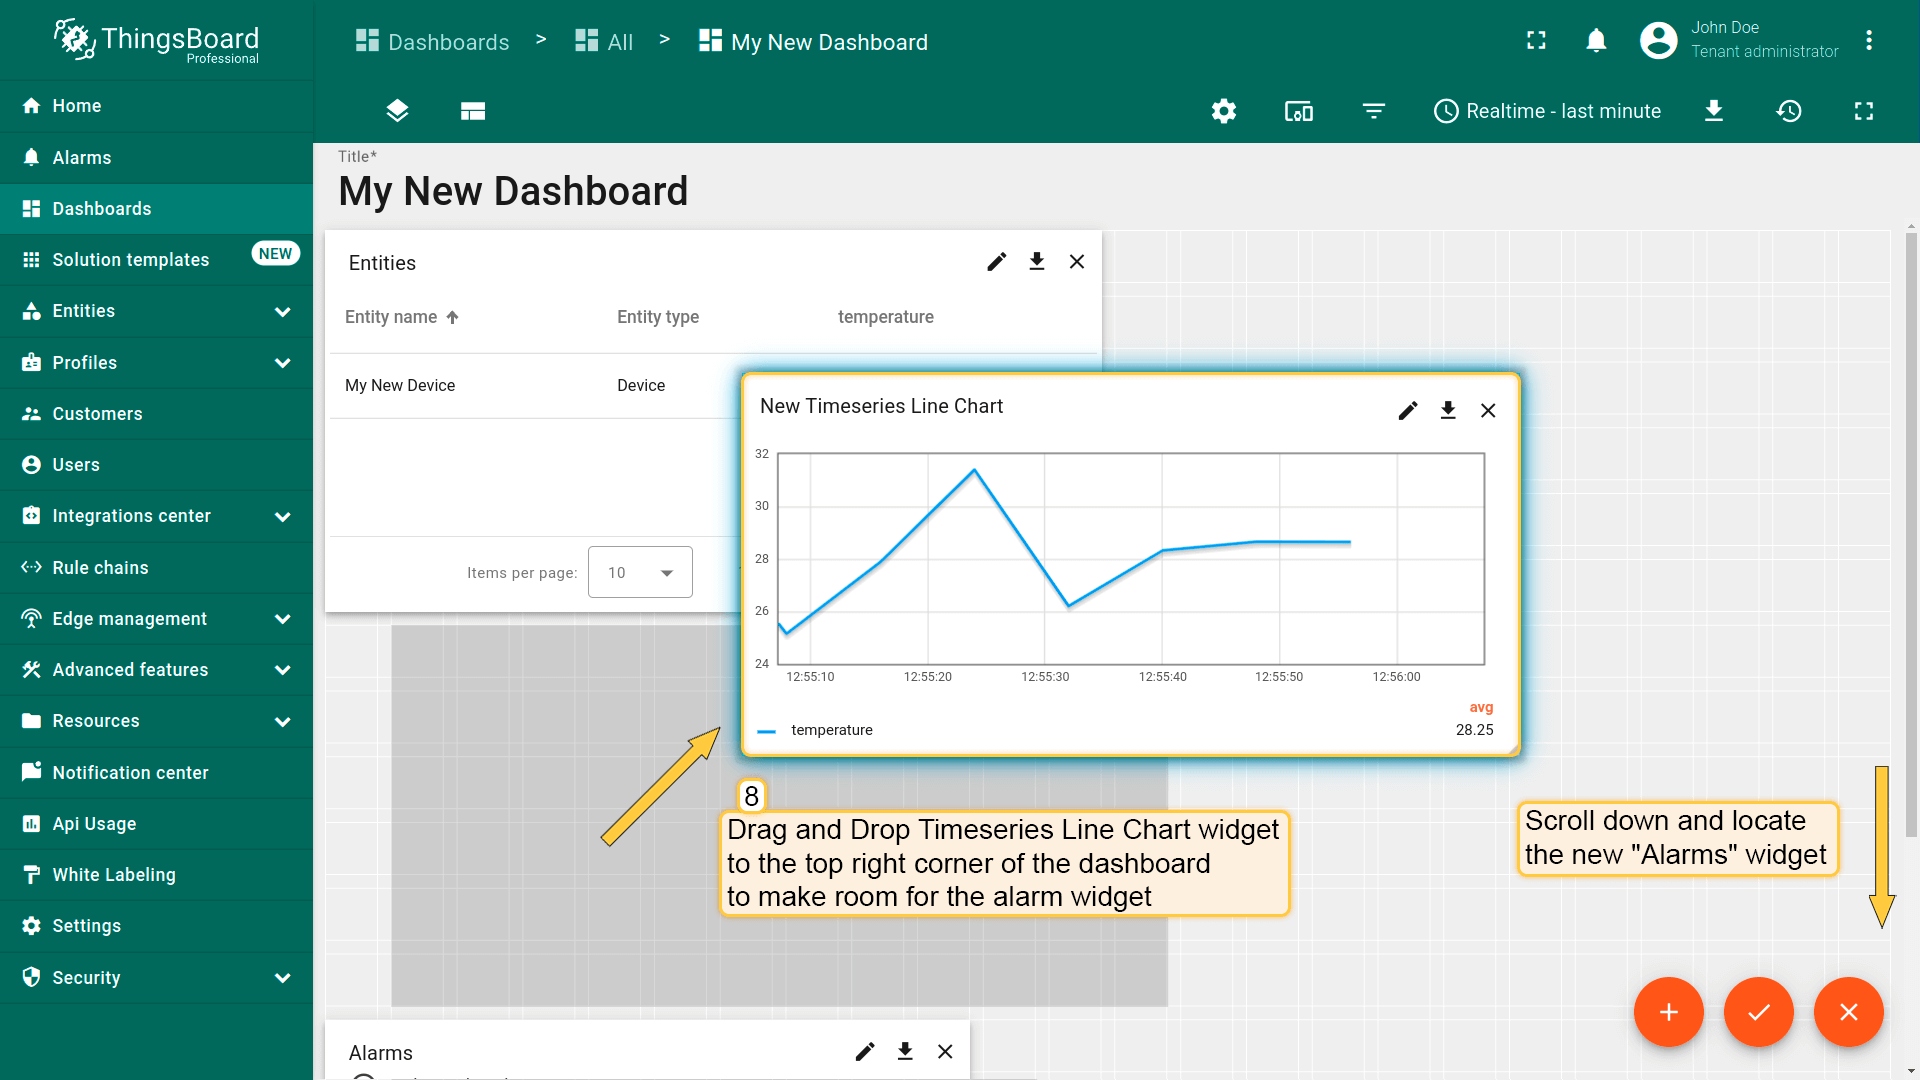 ThingsBoard
Professional
Dashboards > All > My New Dashboard
John Doe
Tenant administrator
Realtime - last minute
Home
Alarms
Dashboards
Solution templates NEW
Entities
Profiles
Customers
Users
Integrations center
Rule chains
Edge management
Advanced features
Resources
Notification center
Api Usage
White Labeling
Settings
Security
Title*
My New Dashboard
Entities
Entity name Entity type temperature
My New Device Device
Items per page: 10
New Timeseries Line Chart
32
30
28
26
24
12:55:10 12:55:20 12:55:30 12:55:40 12:55:50 12:56:00
avg
temperature 28.25
8
Drag and Drop Timeseries Line Chart widget
to the top right corner of the dashboard
to make room for the alarm widget
Scroll down and locate
the new "Alarms" widget
Alarms